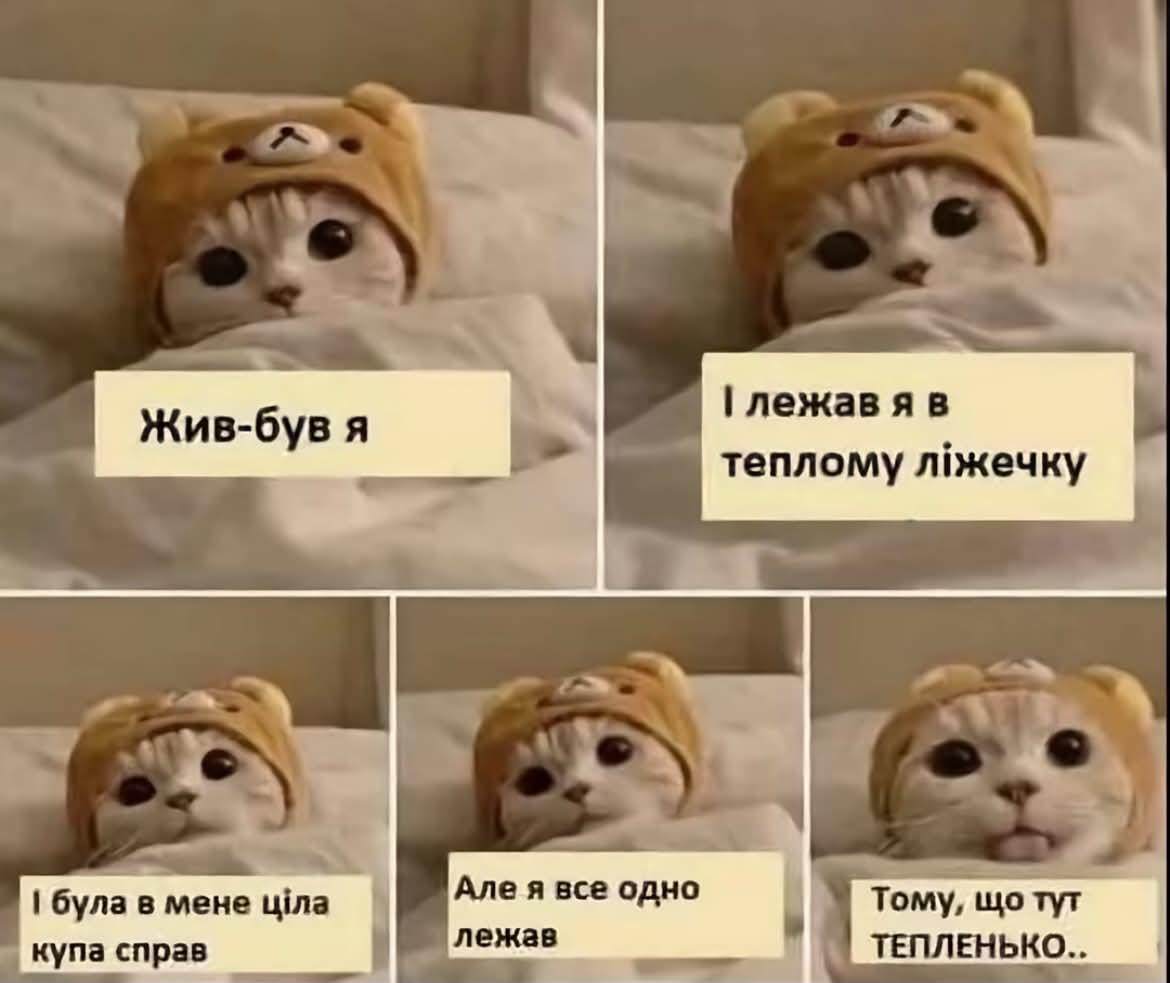 Жив-був я
І лежав я в
теплому ліжечку
І була в мене ціла
купа справ
Але я все одно
лежав
Тому, що тут
ТЕПЛЕНЬКО..